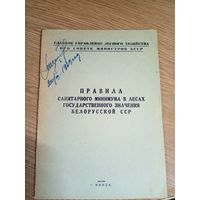 ГЛАВНОЕ УПРАВЛЕНИЕ ЛЕСНОГО ХОЗЯЙСТВА
ПРИ СОВЕТЕ МИНИСТРОВ БССР
ПРАВИЛА
САНИТАРНОГО МИНИМУМА В ЛЕСАХ
ГОСУДАРСТВЕННОГО ЗНАЧЕНИЯ
БЕЛОРУССКОЙ ССР
г. МИНСК